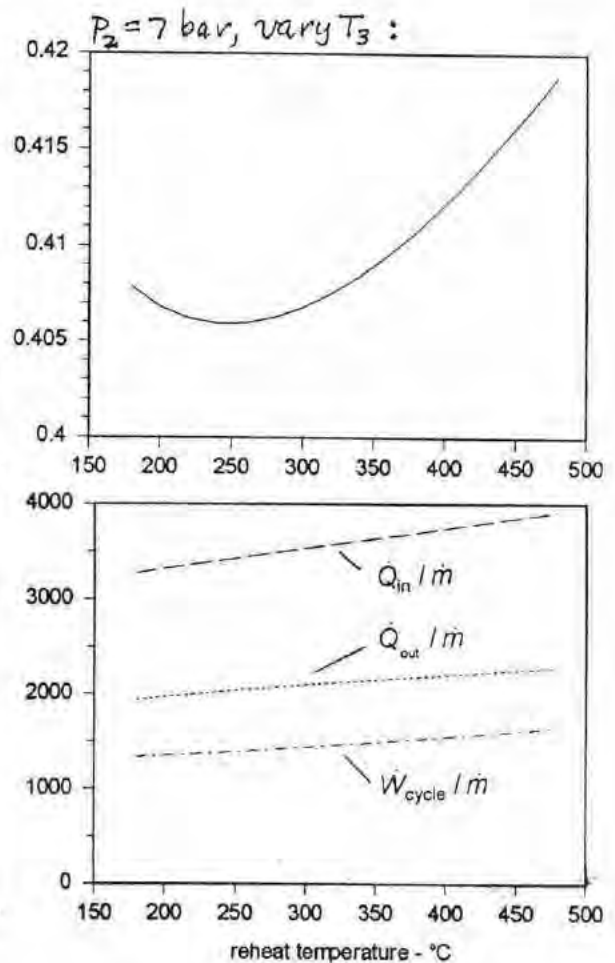 P₂ = 7 bar, vary T₃ :
0.42
0.415
0.41
0.405
0.4
150 200 250 300 350 400 450 500
4000
3000
2000
1000
0
Q̇in / ṁ
Q̇out / ṁ
Ẇcycle / ṁ
150 200 250 300 350 400 450 500
reheat temperature - °C